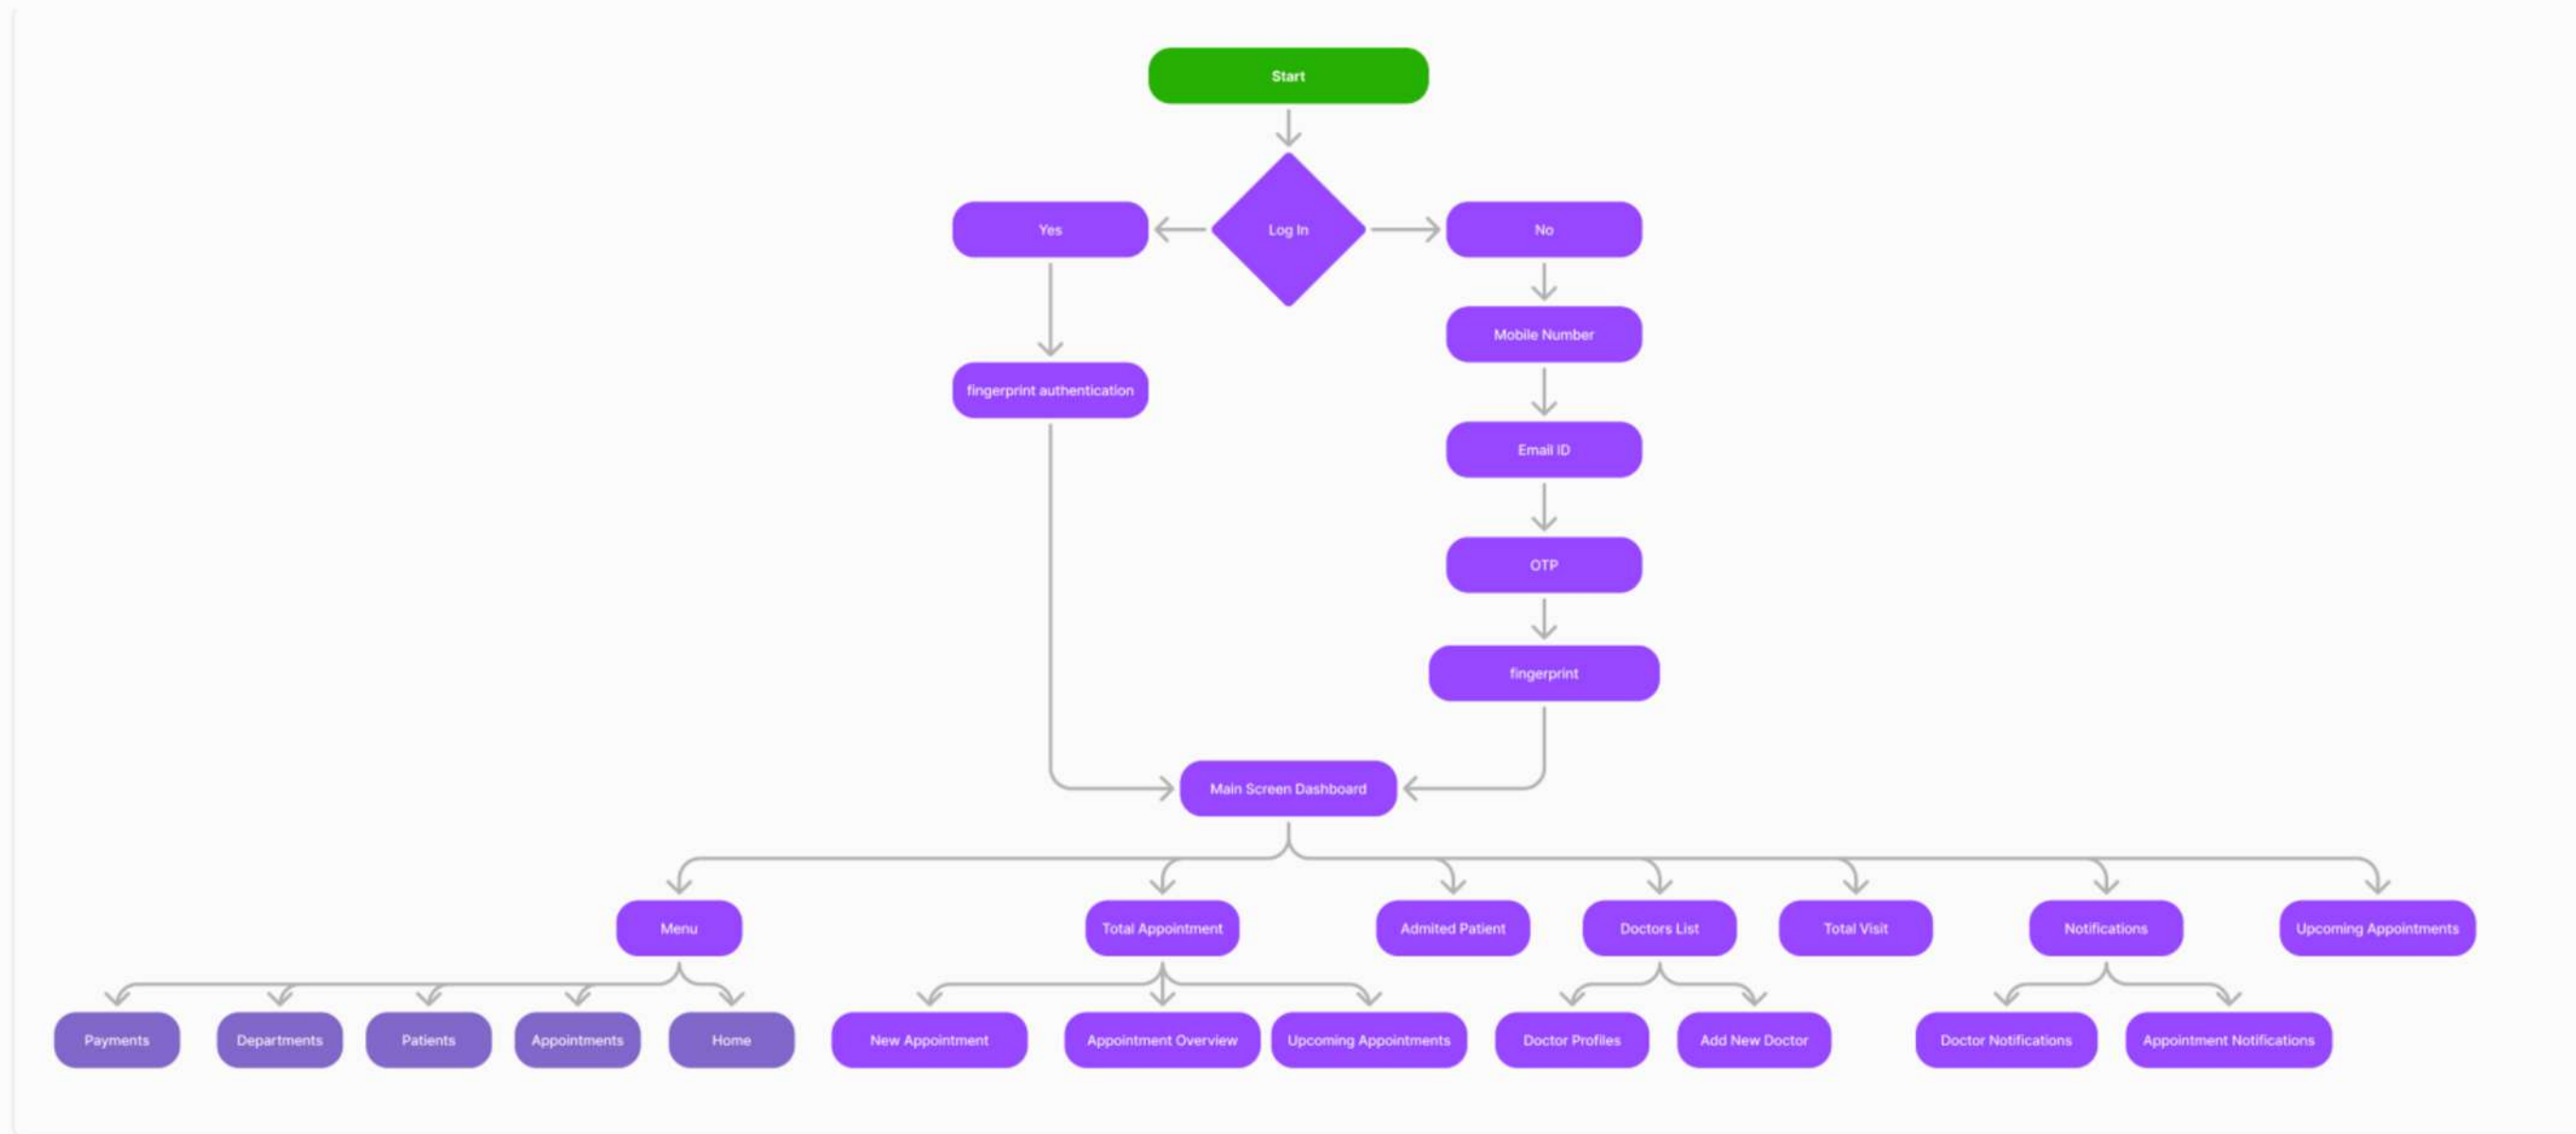 Start
Yes
Log In
No
Mobile Number
fingerprint authentication
Email ID
OTP
fingerprint
Main Screen Dashboard
Menu
Total Appointment
Admited Patient
Doctors List
Total Visit
Notifications
Upcoming Appointments
Payments
Departments
Patients
Appointments
Home
New Appointment
Appointment Overview
Upcoming Appointments
Doctor Profiles
Add New Doctor
Doctor Notifications
Appointment Notifications